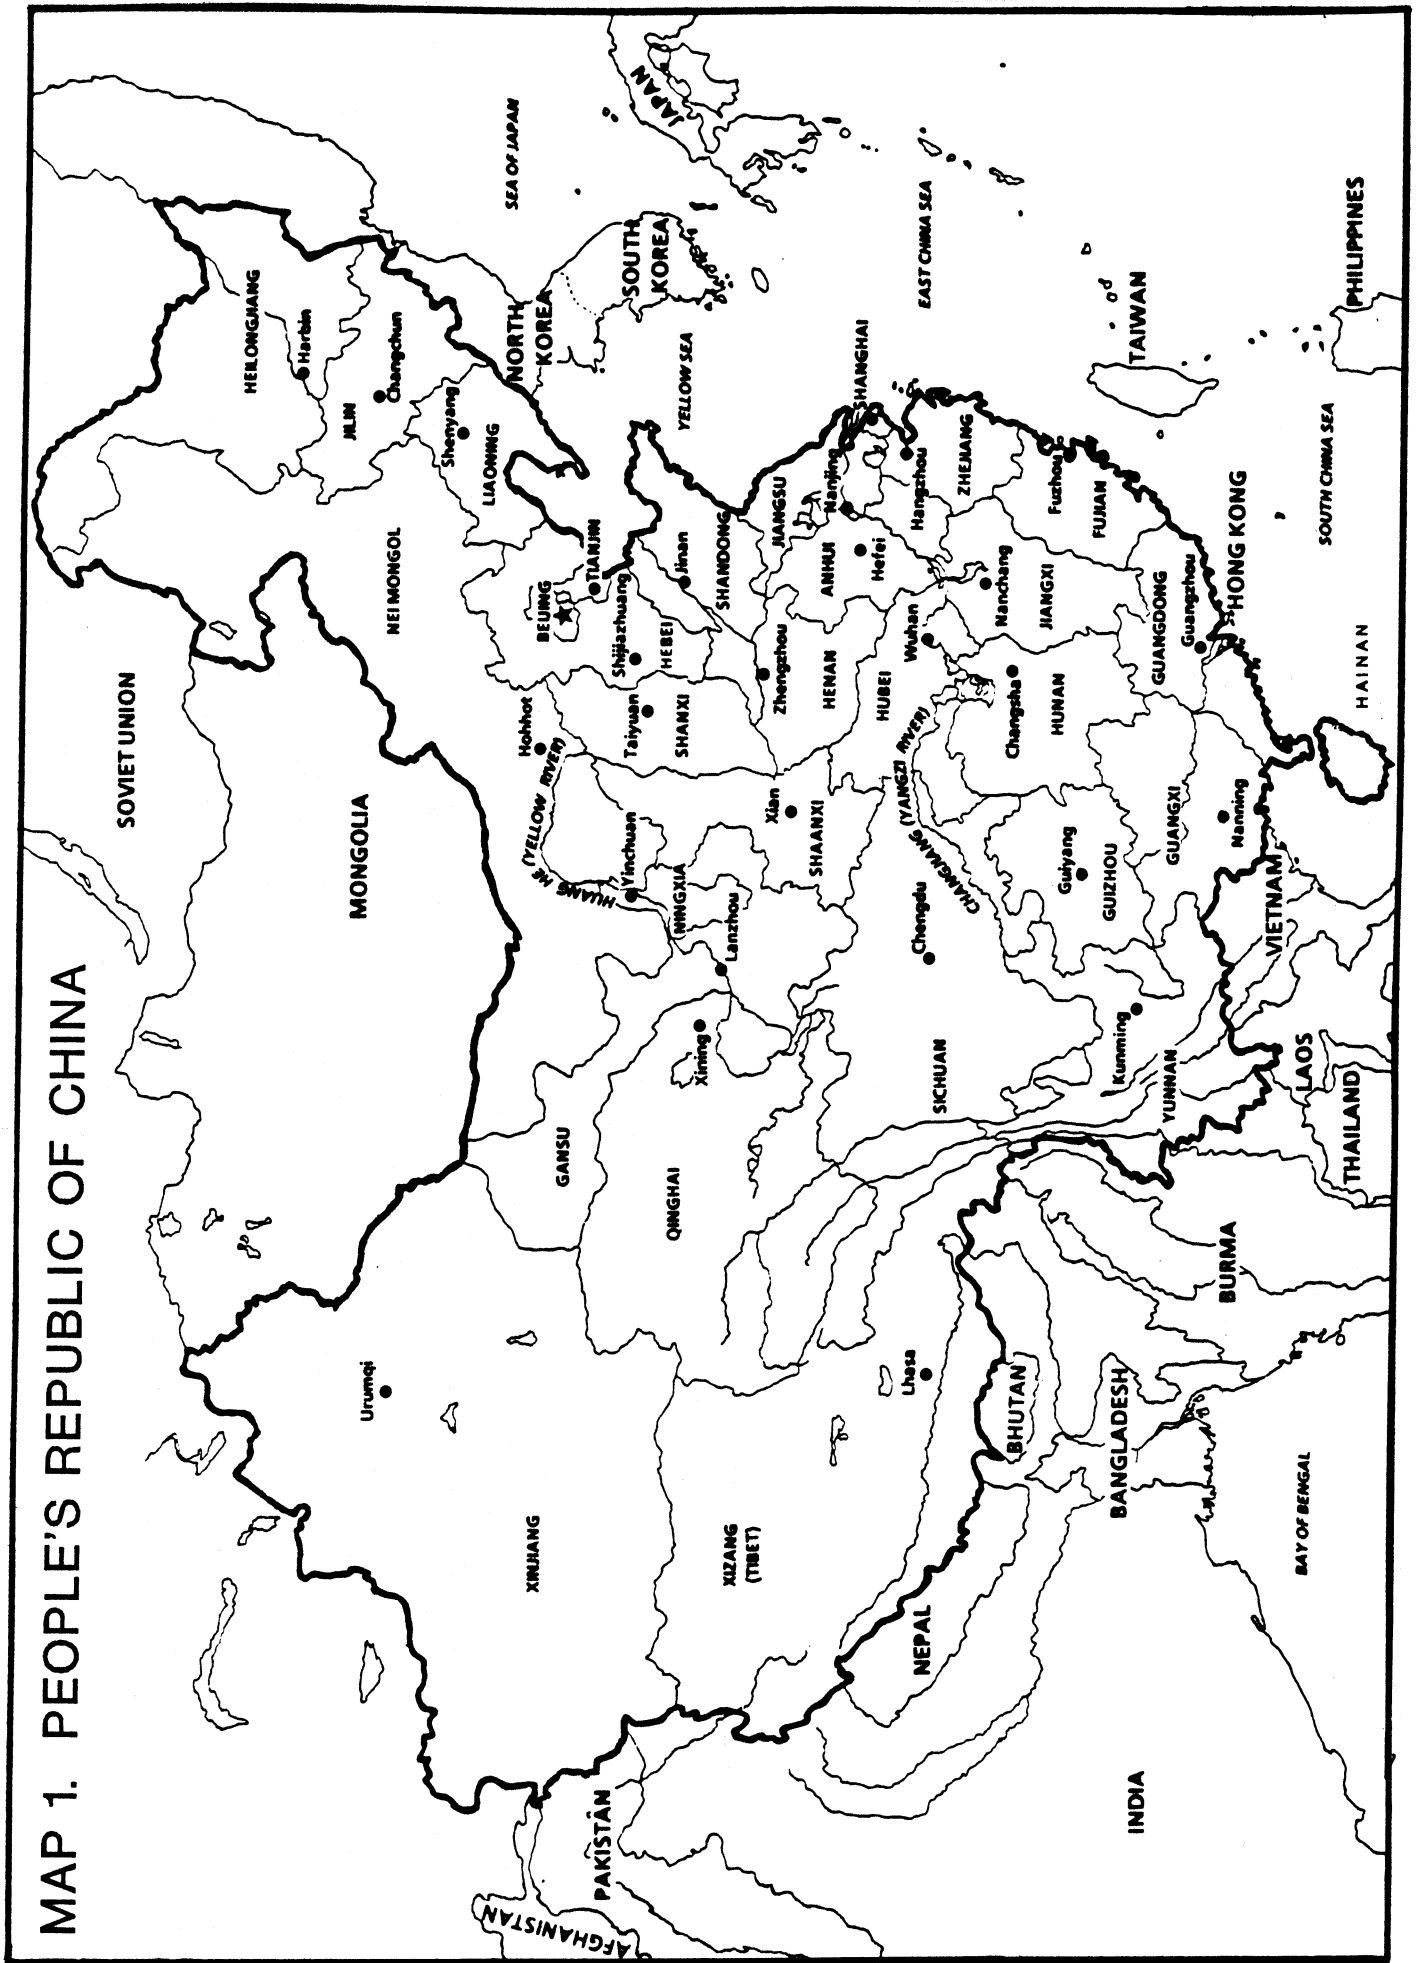 MAP 1. PEOPLE'S REPUBLIC OF CHINA
SOVIET UNION
MONGOLIA
HEILONGJIANG
Harbin
JILIN
Changchun
Shenyang
LIAONING
NEI MONGOL
SEA OF JAPAN
JAPAN
NORTH
KOREA
SOUTH
KOREA
YELLOW SEA
Urumqi
XINJIANG
GANSU
Hohhot
HUANG HE (YELLOW RIVER)
BEIJING
TIANJIN
Shijiazhuang
HEBEI
Taiyuan
SHANXI
Jinan
SHANDONG
Yinchuan
NINGXIA
Lanzhou
Xining
QINGHAI
Xian
SHAANXI
Zhengzhou
HENAN
JIANGSU
Nanjing
SHANGHAI
ANHUI
Hefei
HUBEI
Wuhan
Hangzhou
ZHEJIANG
EAST CHINA SEA
AFGHANISTAN
PAKISTAN
XIZANG
(TIBET)
Lhasa
NEPAL
BHUTAN
BANGLADESH
INDIA
SICHUAN
Chengdu
CHANGJIANG (YANGZI RIVER)
Changsha
HUNAN
Nanchang
JIANGXI
Fuzhou
FUJIAN
TAIWAN
Guiyang
GUIZHOU
Kunming
YUNNAN
GUANGXI
Nanning
GUANGDONG
Guangzhou
HONG KONG
BURMA
LAOS
VIETNAM
THAILAND
HAINAN
BAY OF BENGAL
SOUTH CHINA SEA
PHILIPPINES